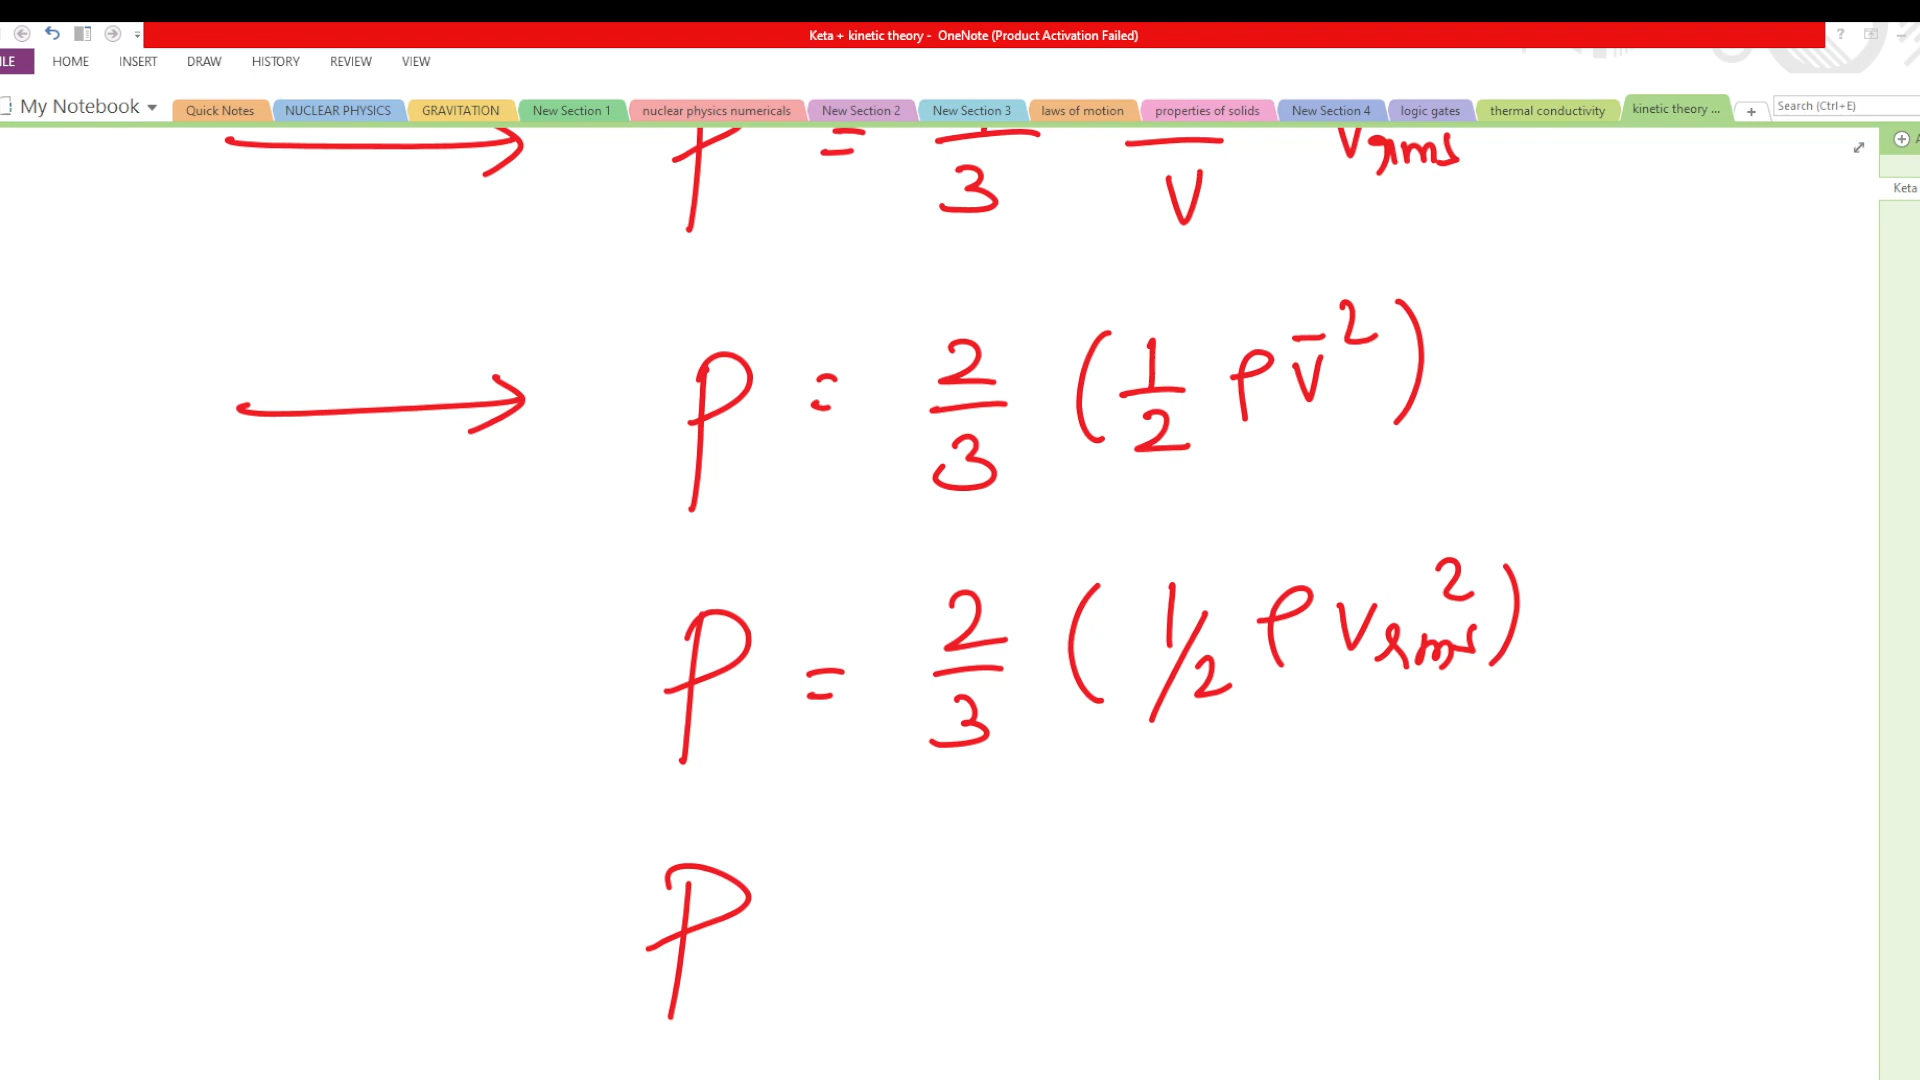 Keta + kinetic theory - OneNote (Product Activation Failed)
?
ILE HOME INSERT DRAW HISTORY REVIEW VIEW
My Notebook Quick Notes NUCLEAR PHYSICS GRAVITATION New Section 1 nuclear physics numericals New Section 2 New Section 3 laws of motion properties of solids New Section 4 logic gates thermal conductivity kinetic theory ... + Search (Ctrl+E)
Keta
P = 1/3 /V Vrms
P = 2/3 (1/2 ρ v̄²)
P = 2/3 (1/2 ρ Vrms²)
P